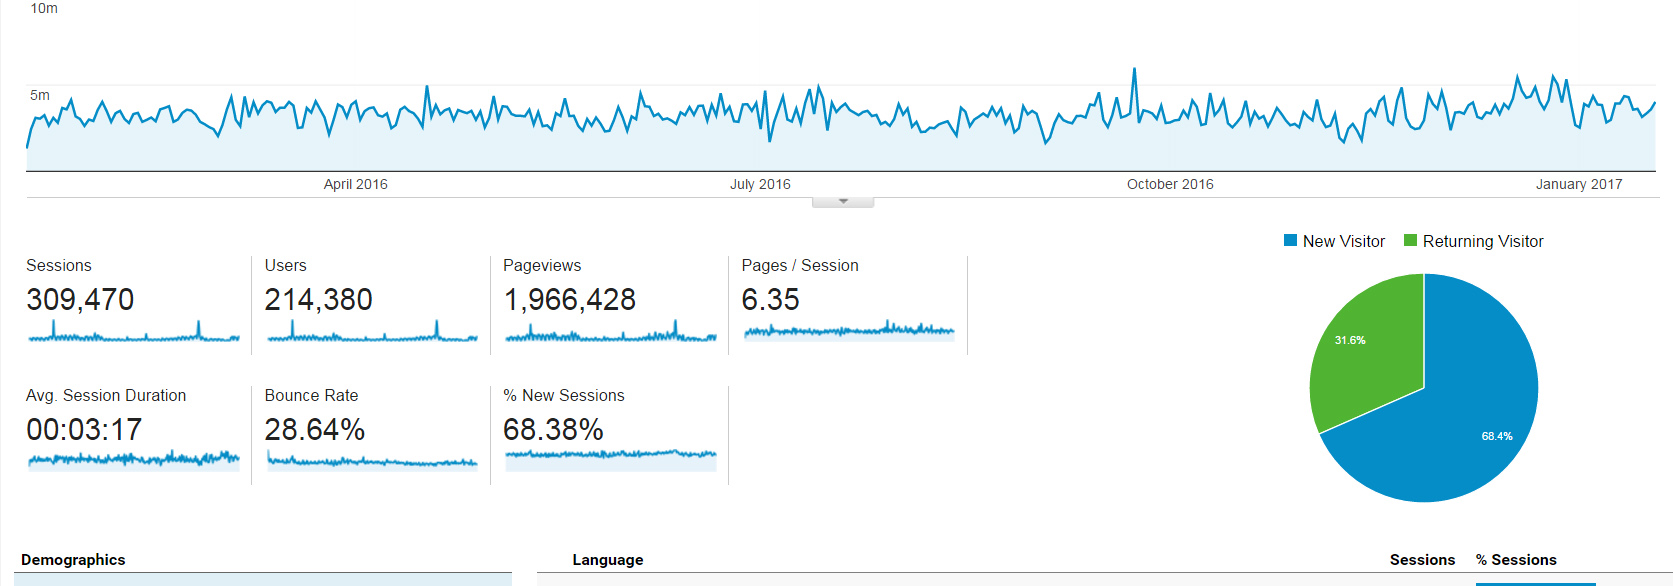 10m
5m
April 2016 July 2016 October 2016 January 2017
New Visitor Returning Visitor
Sessions Users Pageviews Pages / Session
309,470 214,380 1,966,428 6.35
31.6%
Avg. Session Duration Bounce Rate % New Sessions
00:03:17 28.64% 68.38%
68.4%
Demographics Language Sessions % Sessions